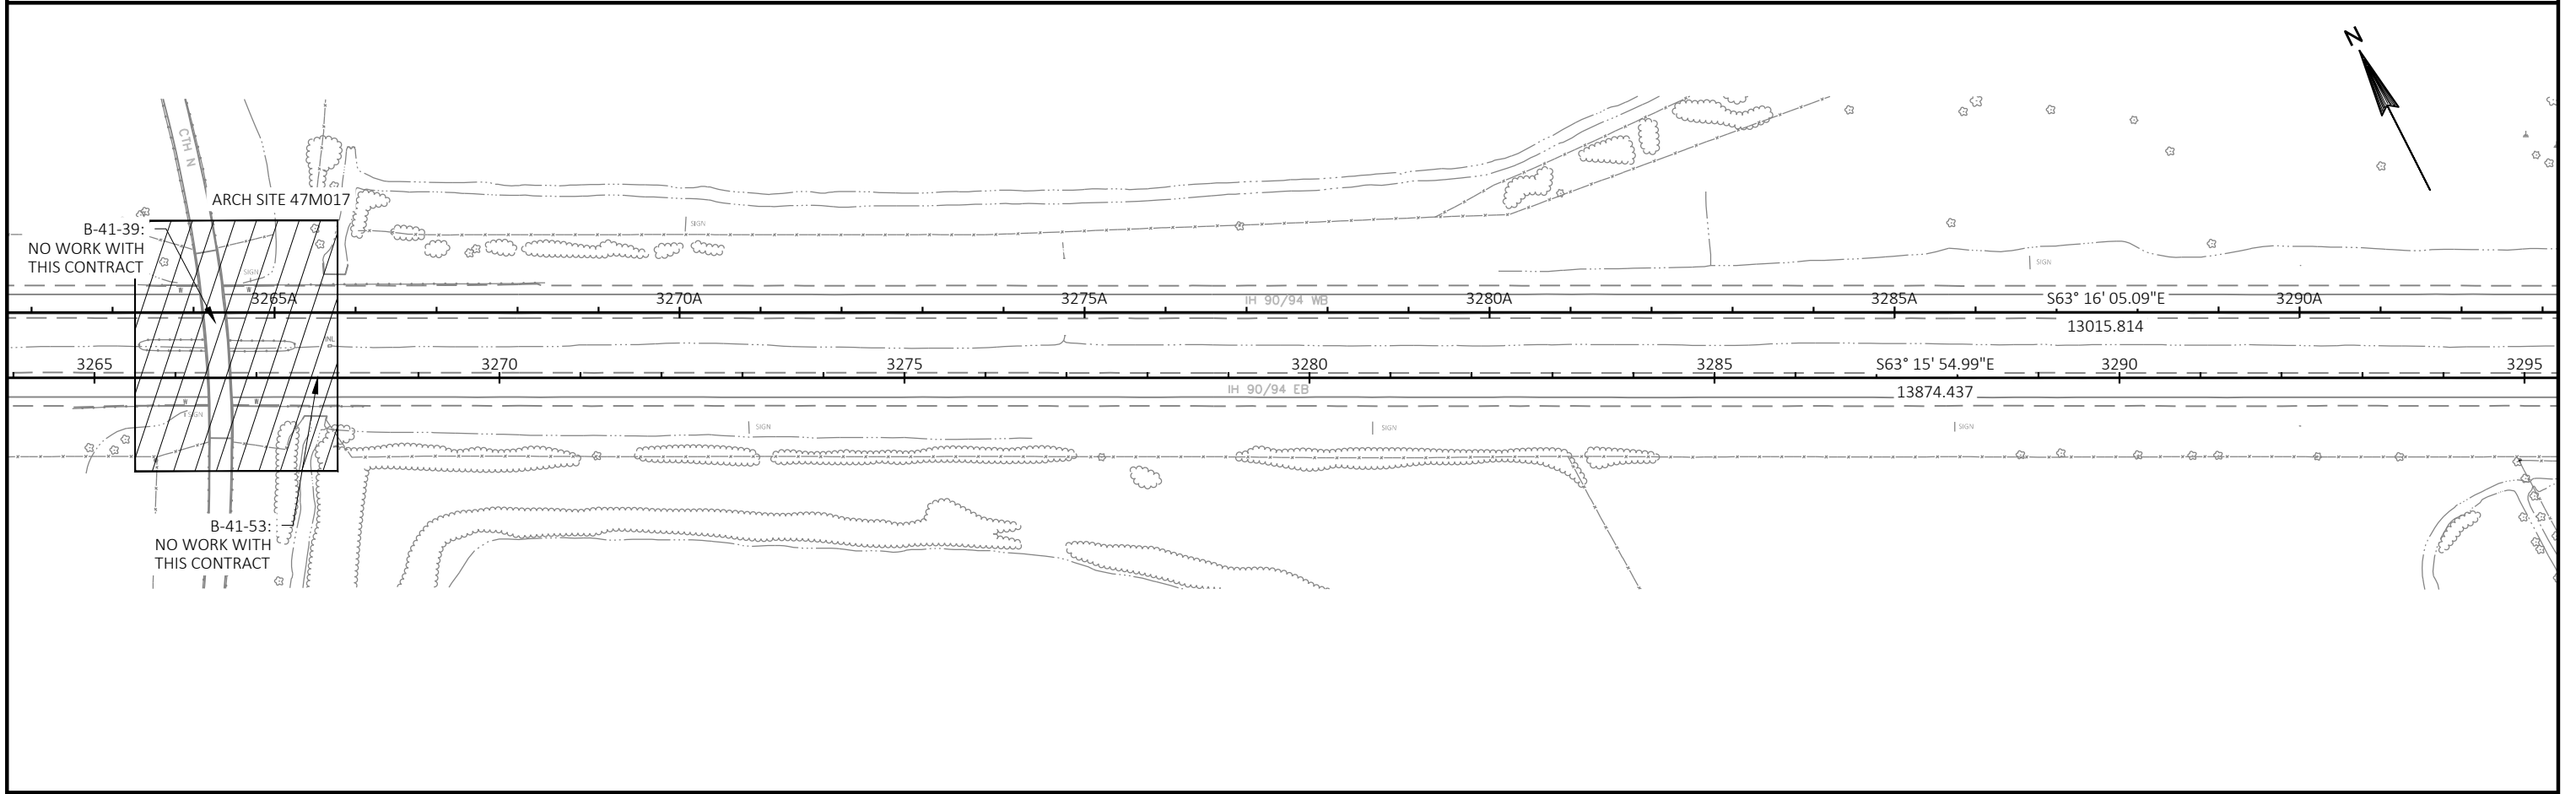 N
CTH N
ARCH SITE 47M017
B-41-39:
NO WORK WITH
THIS CONTRACT
SIGN
SIGN
SIGN
W
W
3265A
3270A
3275A
IH 90/94 WB
3280A
3285A
S63° 16' 05.09"E
3290A
13015.814
INL
3265
3270
3275
3280
3285
S63° 15' 54.99"E
3290
3295
IH 90/94 EB
13874.437
W
W
SIGN
SIGN
SIGN
SIGN
B-41-53:
NO WORK WITH
THIS CONTRACT